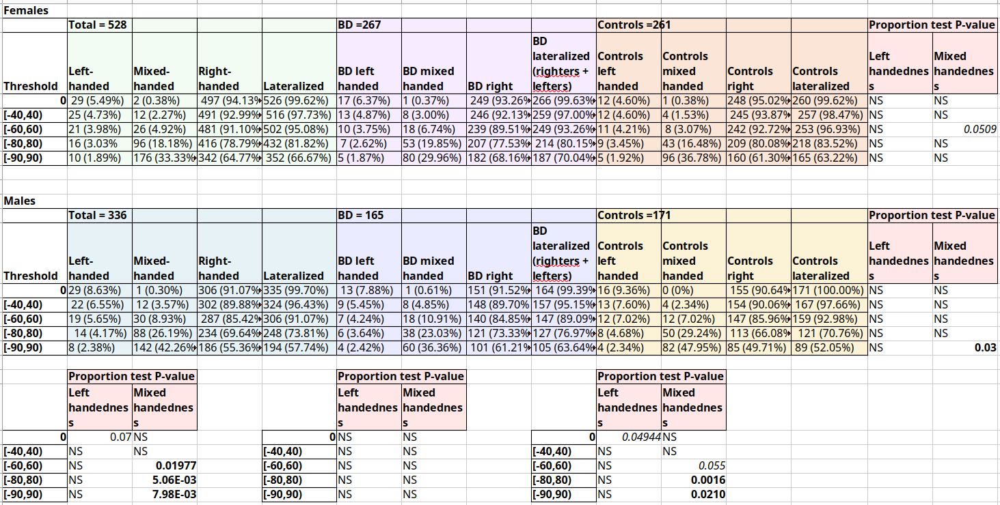 Females
Total = 528 BD =267 Controls =261 Proportion test P-value
Threshold Left-handed Mixed-handed Right-handed Lateralized BD left handed BD mixed handed BD right BD lateralized (righters + lefters) Controls left handed Controls mixed handed Controls right Controls lateralized Left handedness Mixed handedness
0 29 (5.49%) 2 (0.38%) 497 (94.13% 526 (99.62%) 17 (6.37%) 1 (0.37%) 249 (93.26% 266 (99.63% 12 (4.60%) 1 (0.38%) 248 (95.02% 260 (99.62%) NS NS
[-40,40) 25 (4.73%) 12 (2.27%) 491 (92.99% 516 (97.73%) 13 (4.87%) 8 (3.00%) 246 (92.13% 259 (97.00% 12 (4.60%) 4 (1.53%) 245 (93.87% 257 (98.47%) NS NS
[-60,60) 21 (3.98%) 26 (4.92%) 481 (91.10% 502 (95.08%) 10 (3.75%) 18 (6.74%) 239 (89.51% 249 (93.26% 11 (4.21%) 8 (3.07%) 242 (92.72% 253 (96.93%) NS 0.0509
[-80,80) 16 (3.03% 96 (18.18%) 416 (78.79% 432 (81.82%) 7 (2.62%) 53 (19.85%) 207 (77.53% 214 (80.15% 9 (3.45%) 43 (16.48%) 209 (80.08% 218 (83.52%) NS NS
[-90,90) 10 (1.89%) 176 (33.33% 342 (64.77% 352 (66.67%) 5 (1.87%) 80 (29.96%) 182 (68.16% 187 (70.04% 5 (1.92%) 96 (36.78%) 160 (61.30% 165 (63.22%) NS NS
Males
Total = 336 BD = 165 Controls =171 Proportion test P-value
Threshold Left-handed Mixed-handed Right-handed Lateralized BD left handed BD mixed handed BD right BD lateralized (righters + lefters) Controls left handed Controls mixed handed Controls right Controls lateralized Left handedness Mixed handedness
0 29 (8.63%) 1 (0.30%) 306 (91.07% 335 (99.70%) 13 (7.88%) 1 (0.61%) 151 (91.52% 164 (99.39% 16 (9.36%) 0 (0%) 155 (90.64% 171 (100.00%) NS NS
[-40,40) 22 (6.55%) 12 (3.57%) 302 (89.88% 324 (96.43%) 9 (5.45%) 8 (4.85%) 148 (89.70% 157 (95.15% 13 (7.60%) 4 (2.34%) 154 (90.06% 167 (97.66%) NS NS
[-60,60) 19 (5.65%) 30 (8.93%) 287 (85.42% 306 (91.07%) 7 (4.24%) 18 (10.91%) 140 (84.85% 147 (89.09% 12 (7.02%) 12 (7.02%) 147 (85.96% 159 (92.98%) NS NS
[-80,80) 14 (4.17%) 88 (26.19%) 234 (69.64% 248 (73.81%) 6 (3.64%) 38 (23.03%) 121 (73.33% 127 (76.97% 8 (4.68%) 50 (29.24%) 113 (66.08% 121 (70.76%) NS NS
[-90,90) 8 (2.38%) 142 (42.26% 186 (55.36% 194 (57.74%) 4 (2.42%) 60 (36.36%) 101 (61.21% 105 (63.64% 4 (2.34%) 82 (47.95%) 85 (49.71%) 89 (52.05%) NS 0.03
Proportion test P-value Proportion test P-value Proportion test P-value
Left handedness Mixed handedness Left handedness Mixed handedness Left handedness Mixed handedness
0 0.07 NS 0 NS NS 0 0.04944 NS
[-40,40) NS NS [-40,40) NS NS [-40,40) NS NS
[-60,60) NS 0.01977 [-60,60) NS NS [-60,60) NS 0.055
[-80,80) NS 5.06E-03 [-80,80) NS NS [-80,80) NS 0.0016
[-90,90) NS 7.98E-03 [-90,90) NS NS [-90,90) NS 0.0210